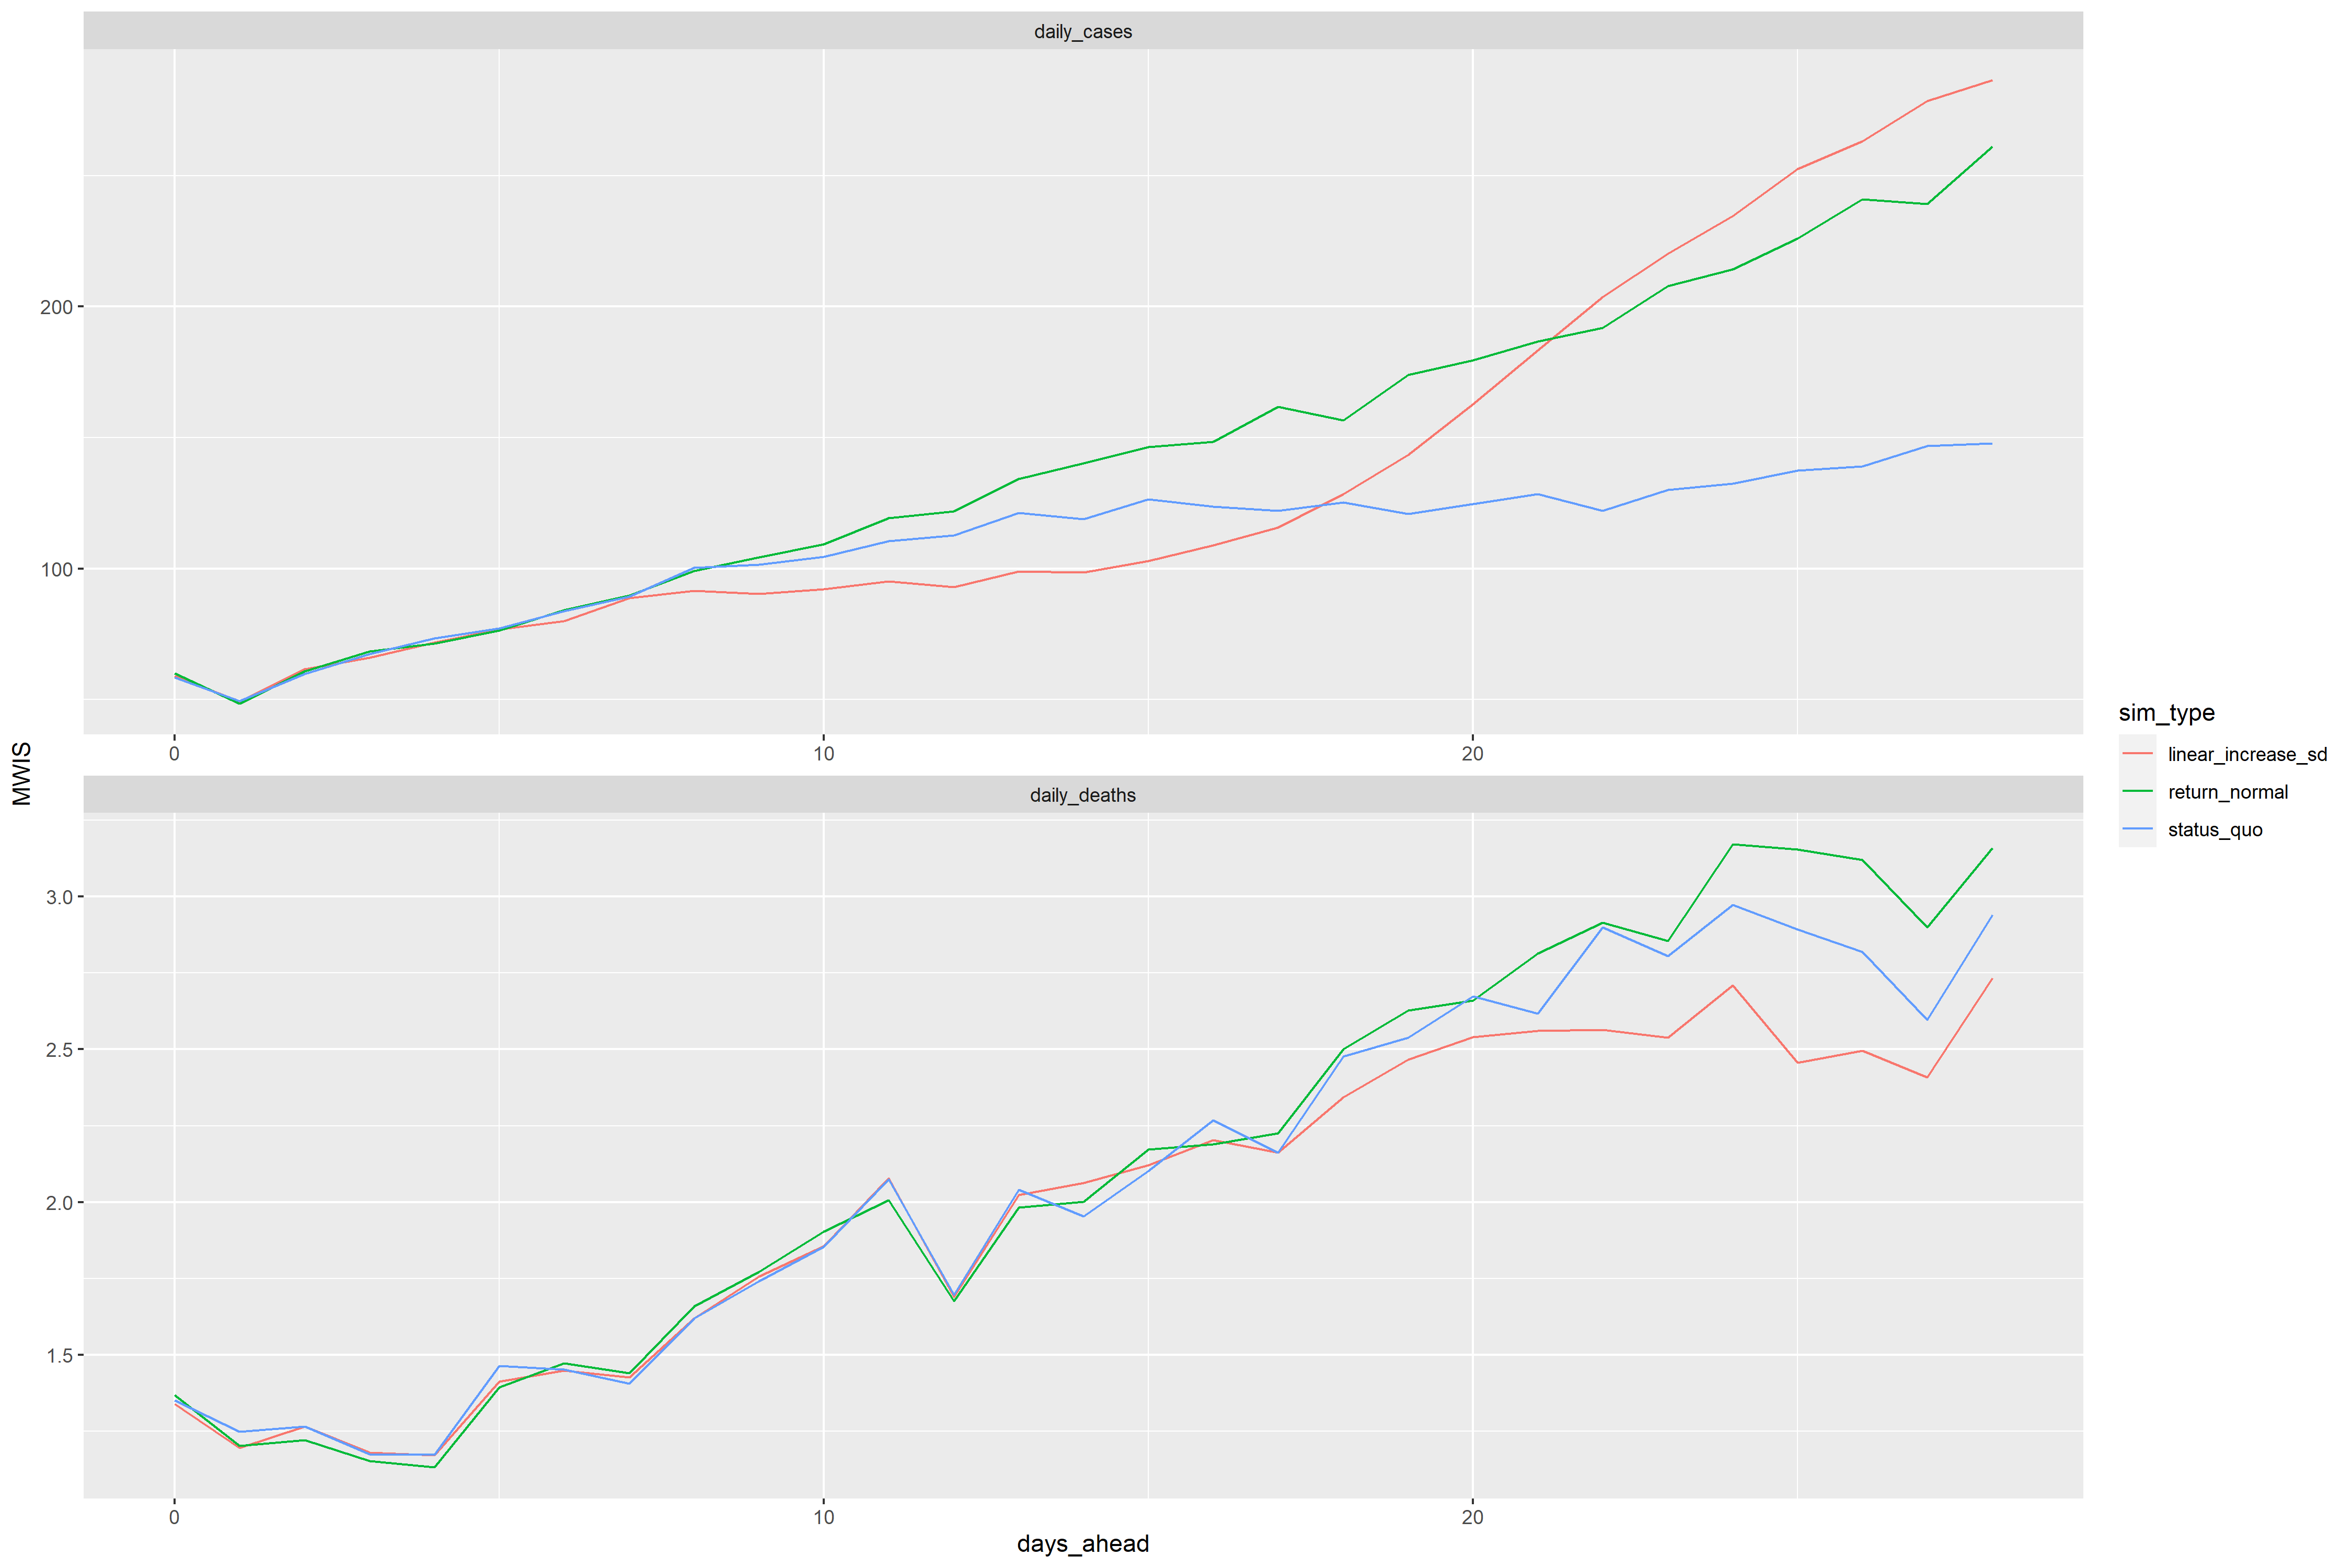 daily_cases
200
100
0 10 20
MWIS
daily_deaths
3.0
2.5
2.0
1.5
0 10 20
days_ahead
sim_type
linear_increase_sd
return_normal
status_quo